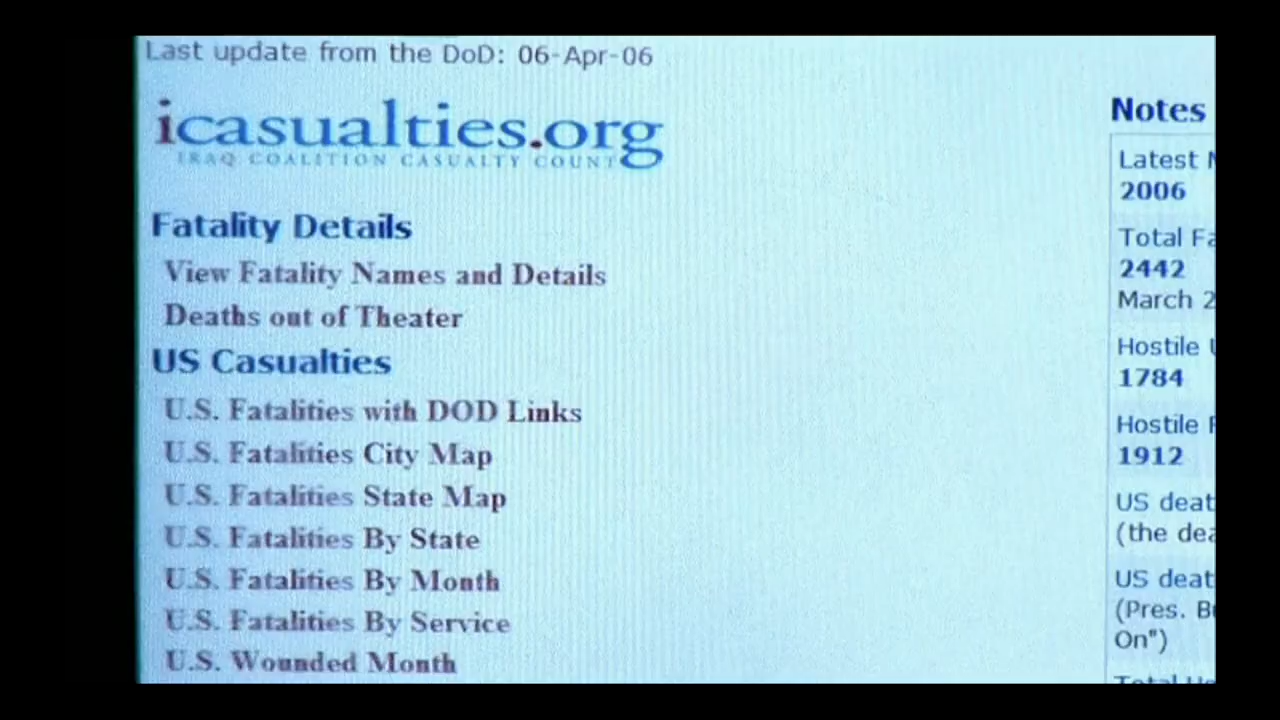 Last update from the DoD: 06-Apr-06
icasualties.org
IRAQ COALITION CASUALTY COUNT
Fatality Details
View Fatality Names and Details
Deaths out of Theater
US Casualties
U.S. Fatalities with DOD Links
U.S. Fatalities City Map
U.S. Fatalities State Map
U.S. Fatalities By State
U.S. Fatalities By Month
U.S. Fatalities By Service
U.S. Wounded Month
Notes
Latest
2006
Total
2442
March
Hostile
1784
Hostile
1912
US
(the
US
(Pres.
On")
Total